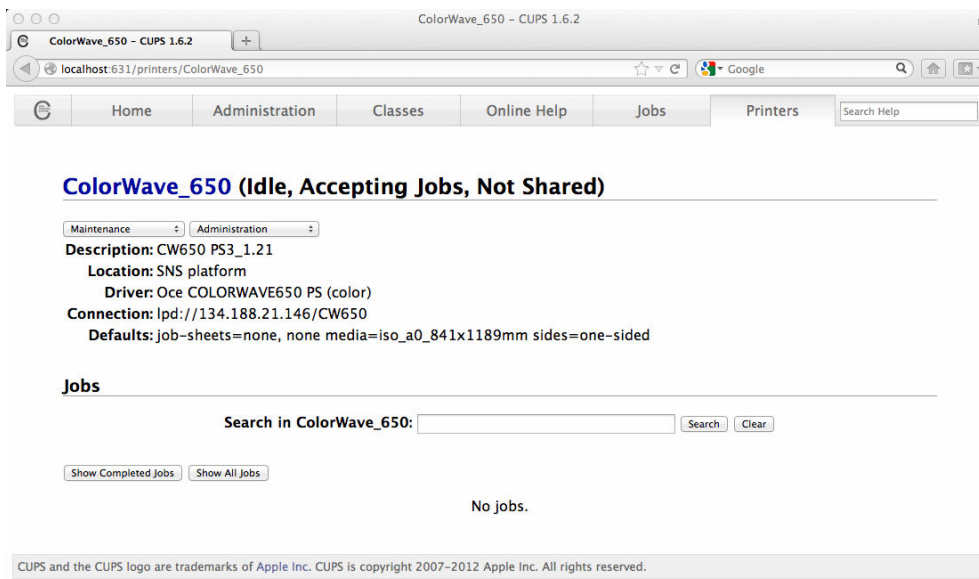 ColorWave_650 - CUPS 1.6.2
ColorWave_650 - CUPS 1.6.2
localhost:631/printers/ColorWave_650
Google
Home Administration Classes Online Help Jobs Printers Search Help
ColorWave_650 (Idle, Accepting Jobs, Not Shared)
Maintenance Administration
Description: CW650 PS3_1.21
Location: SNS platform
Driver: Oce COLORWAVE650 PS (color)
Connection: lpd://134.188.21.146/CW650
Defaults: job-sheets=none, none media=iso_a0_841x1189mm sides=one-sided
Jobs
Search in ColorWave_650: Search Clear
Show Completed Jobs Show All Jobs
No jobs.
CUPS and the CUPS logo are trademarks of Apple Inc. CUPS is copyright 2007-2012 Apple Inc. All rights reserved.